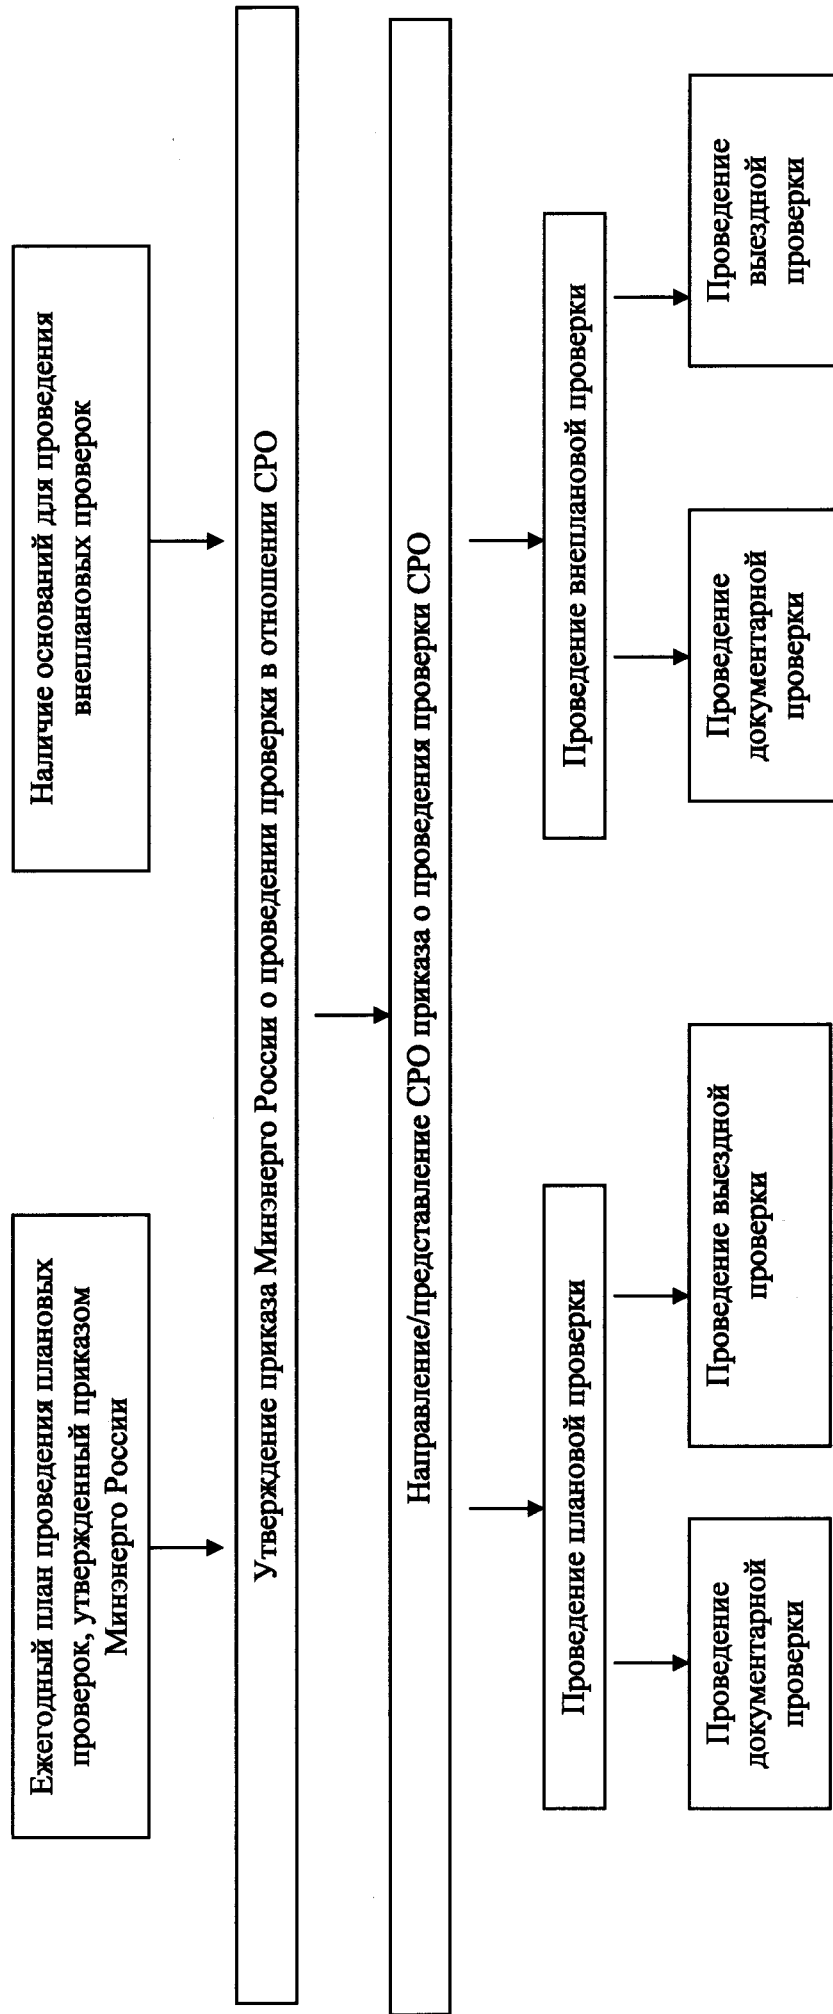 Ежегодный план проведения плановых
проверок, утвержденный приказом
Минэнерго России
Наличие оснований для проведения
внеплановых проверок
Утверждение приказа Минэнерго России о проведении проверки в отношении СРО
Направление/представление СРО приказа о проведения проверки СРО
Проведение плановой проверки
Проведение внеплановой проверки
Проведение
документарной
проверки
Проведение выездной
проверки
Проведение
документарной
проверки
Проведение
выездной
проверки